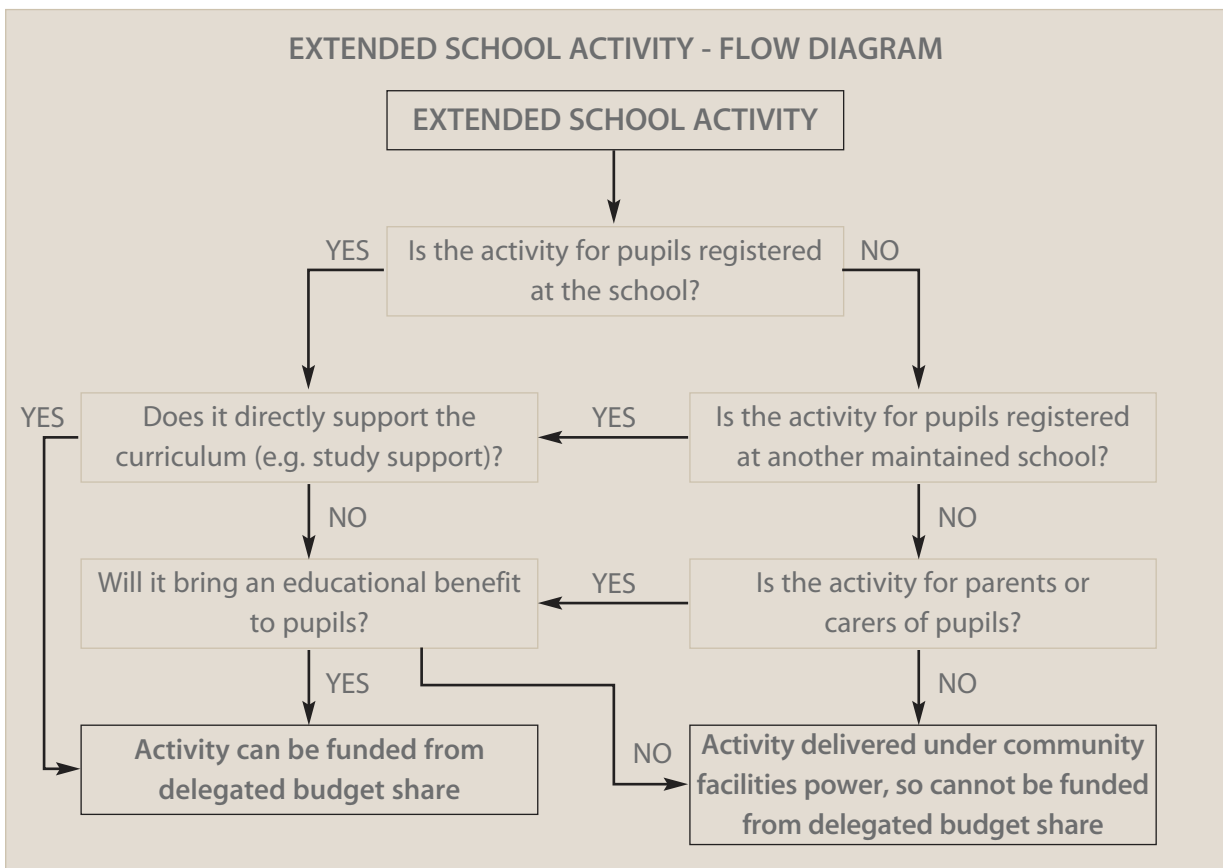 EXTENDED SCHOOL ACTIVITY - FLOW DIAGRAM
EXTENDED SCHOOL ACTIVITY
YES
Is the activity for pupils registered
at the school?
NO
YES
Does it directly support the
curriculum (e.g. study support)?
YES
Is the activity for pupils registered
at another maintained school?
NO
NO
Will it bring an educational benefit
to pupils?
YES
Is the activity for parents or
carers of pupils?
YES
NO
Activity can be funded from
delegated budget share
NO
Activity delivered under community
facilities power, so cannot be funded
from delegated budget share